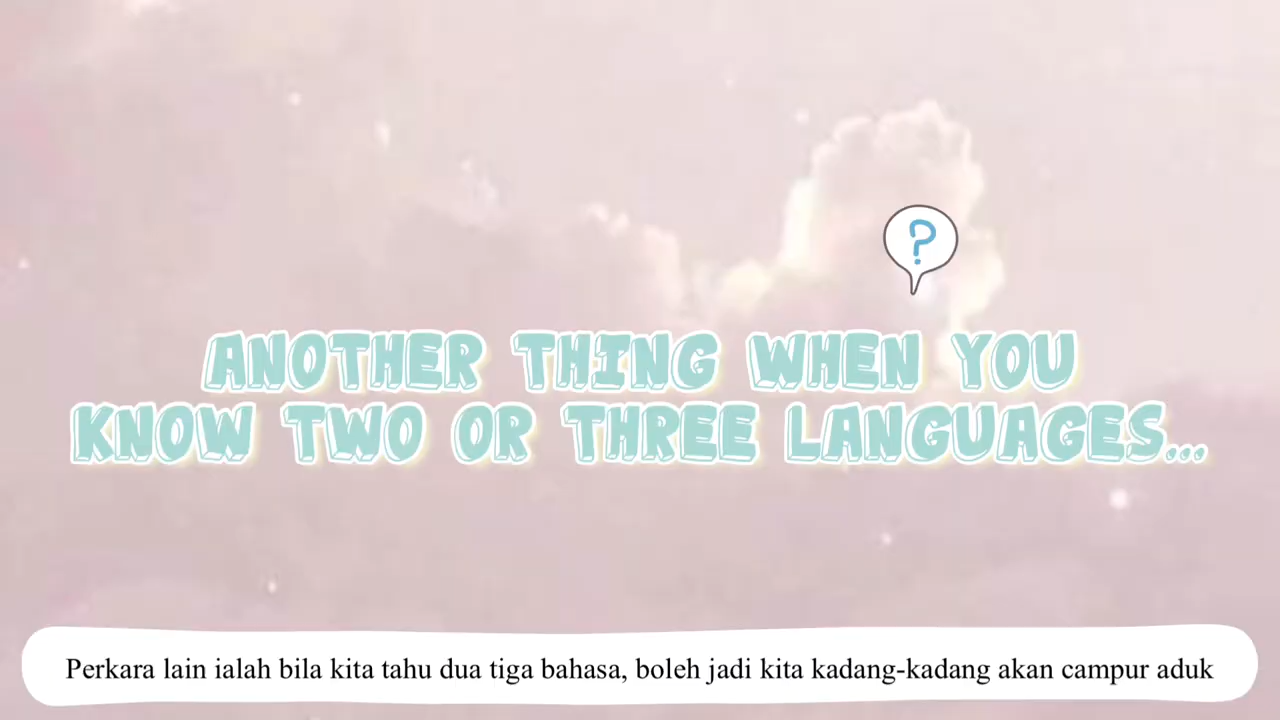 ?
ANOTHER THING WHEN YOU
KNOW TWO OR THREE LANGUAGES...
Perkara lain ialah bila kita tahu dua tiga bahasa, boleh jadi kita kadang-kadang akan campur aduk